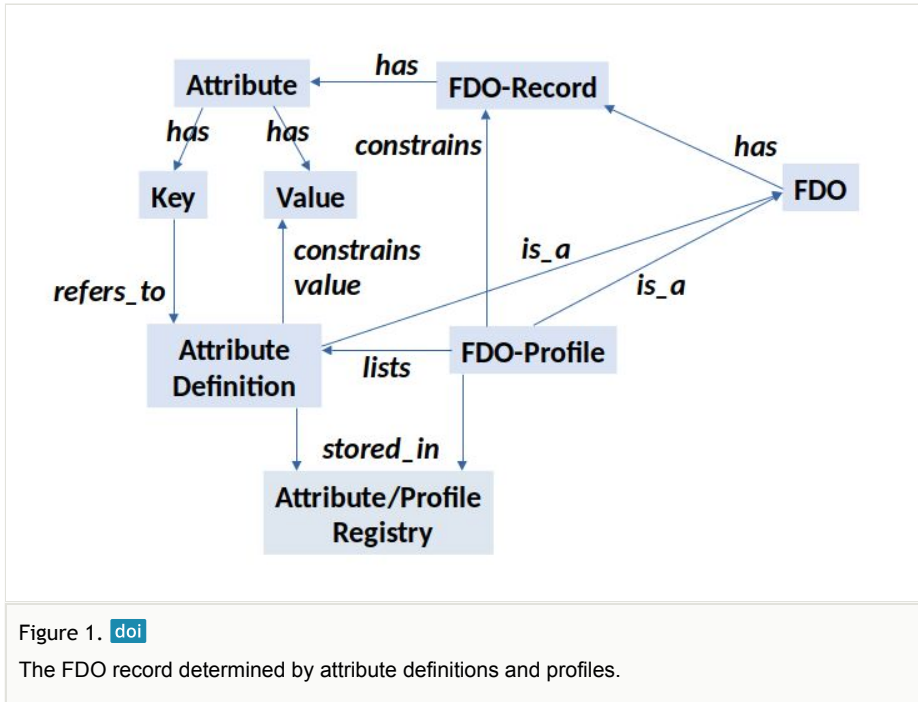 has
Attribute
FDO-Record
has
has
constrains
has
Key
Value
FDO
constrains
value
is_a
is_a
refers_to
Attribute
Definition
FDO-Profile
lists
stored_in
Attribute/Profile
Registry
Figure 1. doi
The FDO record determined by attribute definitions and profiles.